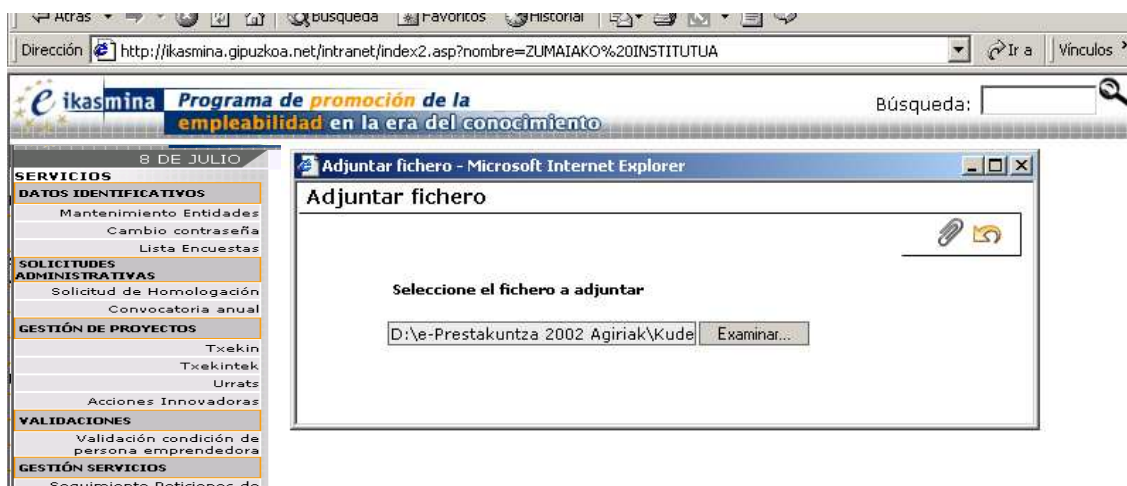 Atrás Búsqueda Favoritos Historial
Dirección http://ikasmina.gipuzkoa.net/intranet/index2.asp?nombre=ZUMAIAKO%20INSTITUTUA Ir a Vínculos
e ikasmina Programa de promoción de la
empleabilidad en la era del conocimiento
Búsqueda:
8 DE JULIO
SERVICIOS
DATOS IDENTIFICATIVOS
Mantenimiento Entidades
Cambio contraseña
Lista Encuestas
SOLICITUDES
ADMINISTRATIVAS
Solicitud de Homologación
Convocatoria anual
GESTIÓN DE PROYECTOS
Txekin
Txekintek
Urrats
Acciones Innovadoras
VALIDACIONES
Validación condición de
persona emprendedora
GESTIÓN SERVICIOS
Seguimiento Peticiones de
Adjuntar fichero - Microsoft Internet Explorer
Adjuntar fichero
Seleccione el fichero a adjuntar
D:\e-Prestakuntza 2002 Agiriak\Kude Examinar...